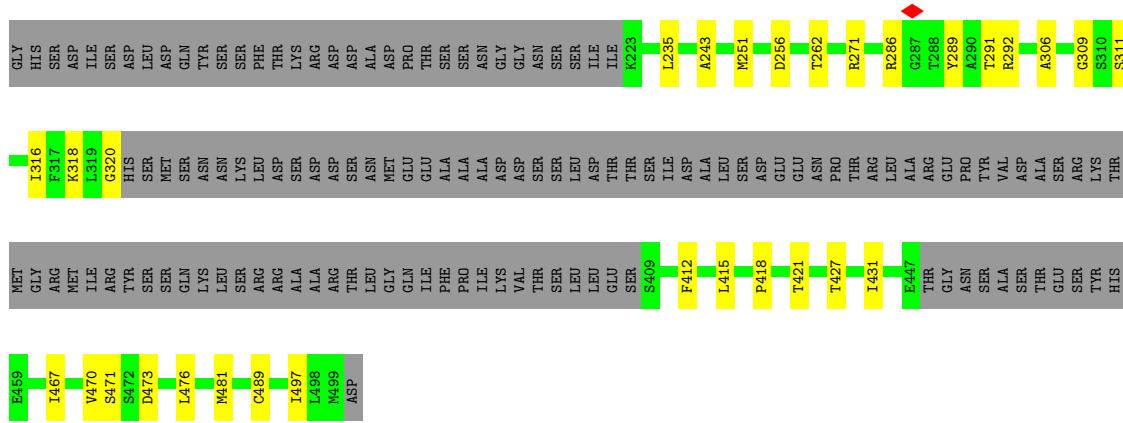 GLY HIS SER ASP ILE SER ASP LEU ASP GLN TYR SER SER PHE THR LYS ARG ASP ASP ALA ASP PRO THR SER SER ASN GLY GLY ASN SER SER ILE ILE K223 L235 A243 M251 D256 T262 R271 R286 G287 T288 Y289 A290 T291 R292 A306 G309 S310 S311
I316 F317 K318 L319 G320 HIS SER MET SER ASN ASN LYS LEU ASP SER ASP ASP SER ASN MET GLU GLU ALA ALA ALA ASP ASP SER SER LEU ASP THR THR SER ILE ASP ALA LEU SER ASP GLU GLU ASN PRO THR ARG LEU ALA ARG GLU PRO TYR VAL ASP ALA SER ARG LYS THR
MET GLY ARG MET ILE ARG TYR SER SER GLN LYS LEU SER ARG ARG ALA ALA ARG THR LEU GLY GLN ILE PHE PRO ILE LYS VAL THR SER LEU LEU GLU SER S409 F412 L415 P418 T421 T427 I431 E447 THR GLY ASN SER ALA SER THR GLU SER TYR HIS
E459 I467 V470 S471 S472 D473 L476 M481 C489 I497 L498 M499 ASP